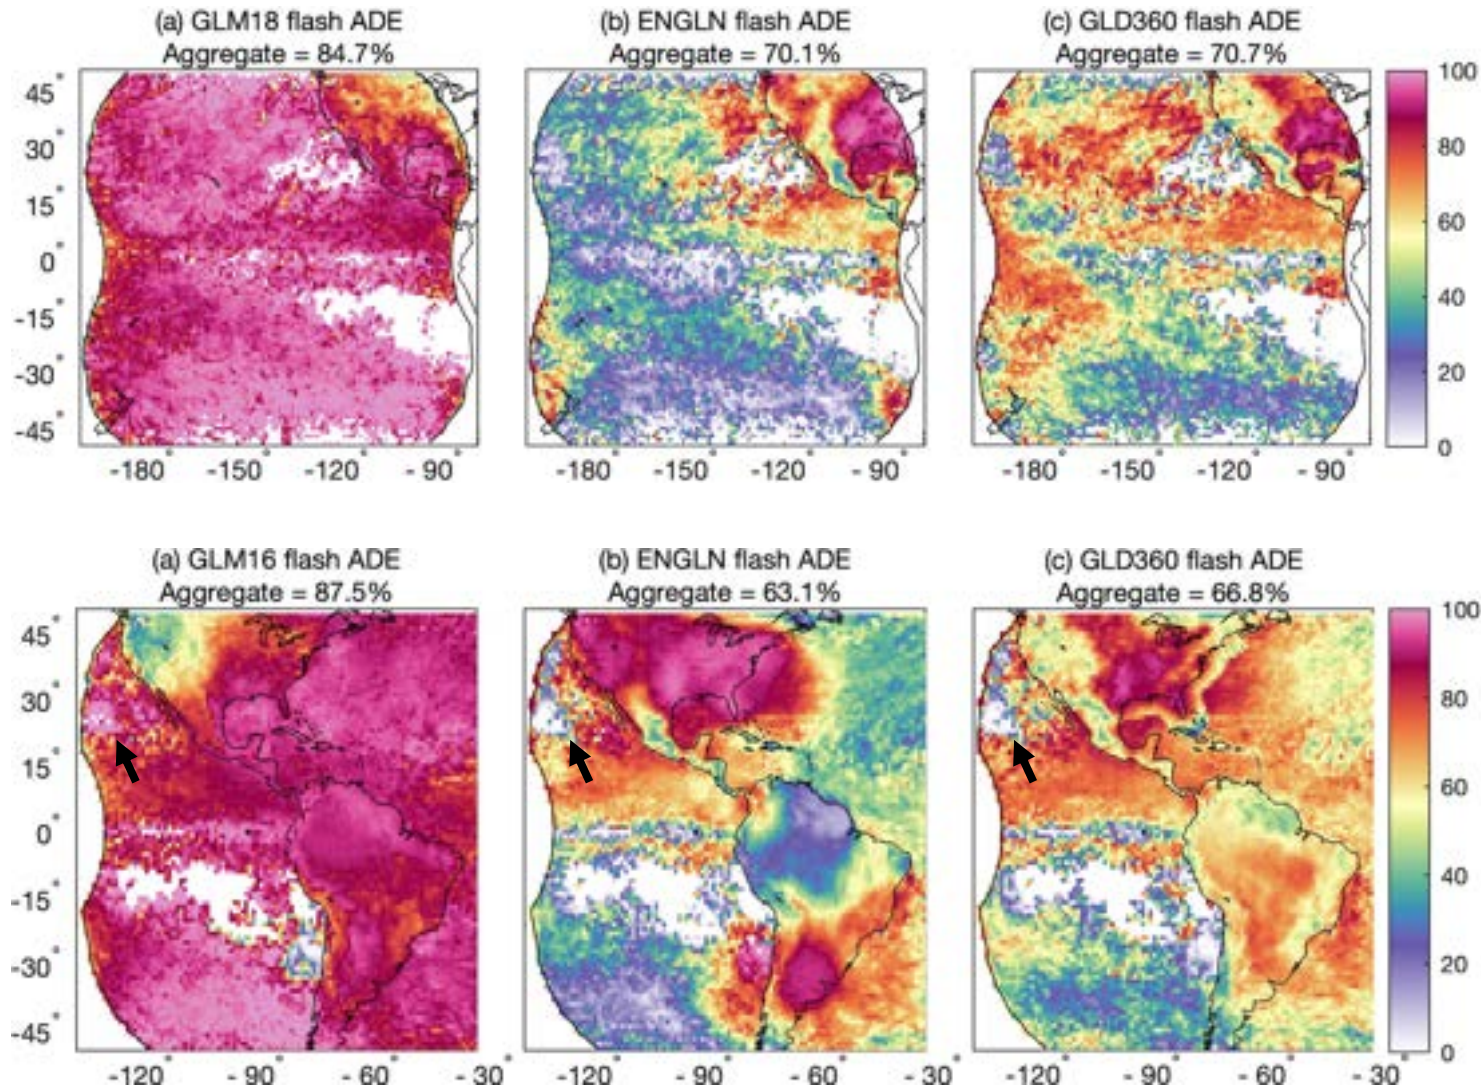 (a) GLM18 flash ADE
Aggregate = 84.7%
(b) ENGLN flash ADE
Aggregate = 70.1%
(c) GLD360 flash ADE
Aggregate = 70.7%
45°
30°
15°
0°
-15°
-30°
-45°
-180° -150° -120° -90°
-180° -150° -120° -90°
-180° -150° -120° -90°
100
80
60
40
20
0
(a) GLM16 flash ADE
Aggregate = 87.5%
(b) ENGLN flash ADE
Aggregate = 63.1%
(c) GLD360 flash ADE
Aggregate = 66.8%
45°
30°
15°
0°
-15°
-30°
-45°
-120° -90° -60° -30°
-120° -90° -60° -30°
-120° -90° -60° -30°
100
80
60
40
20
0